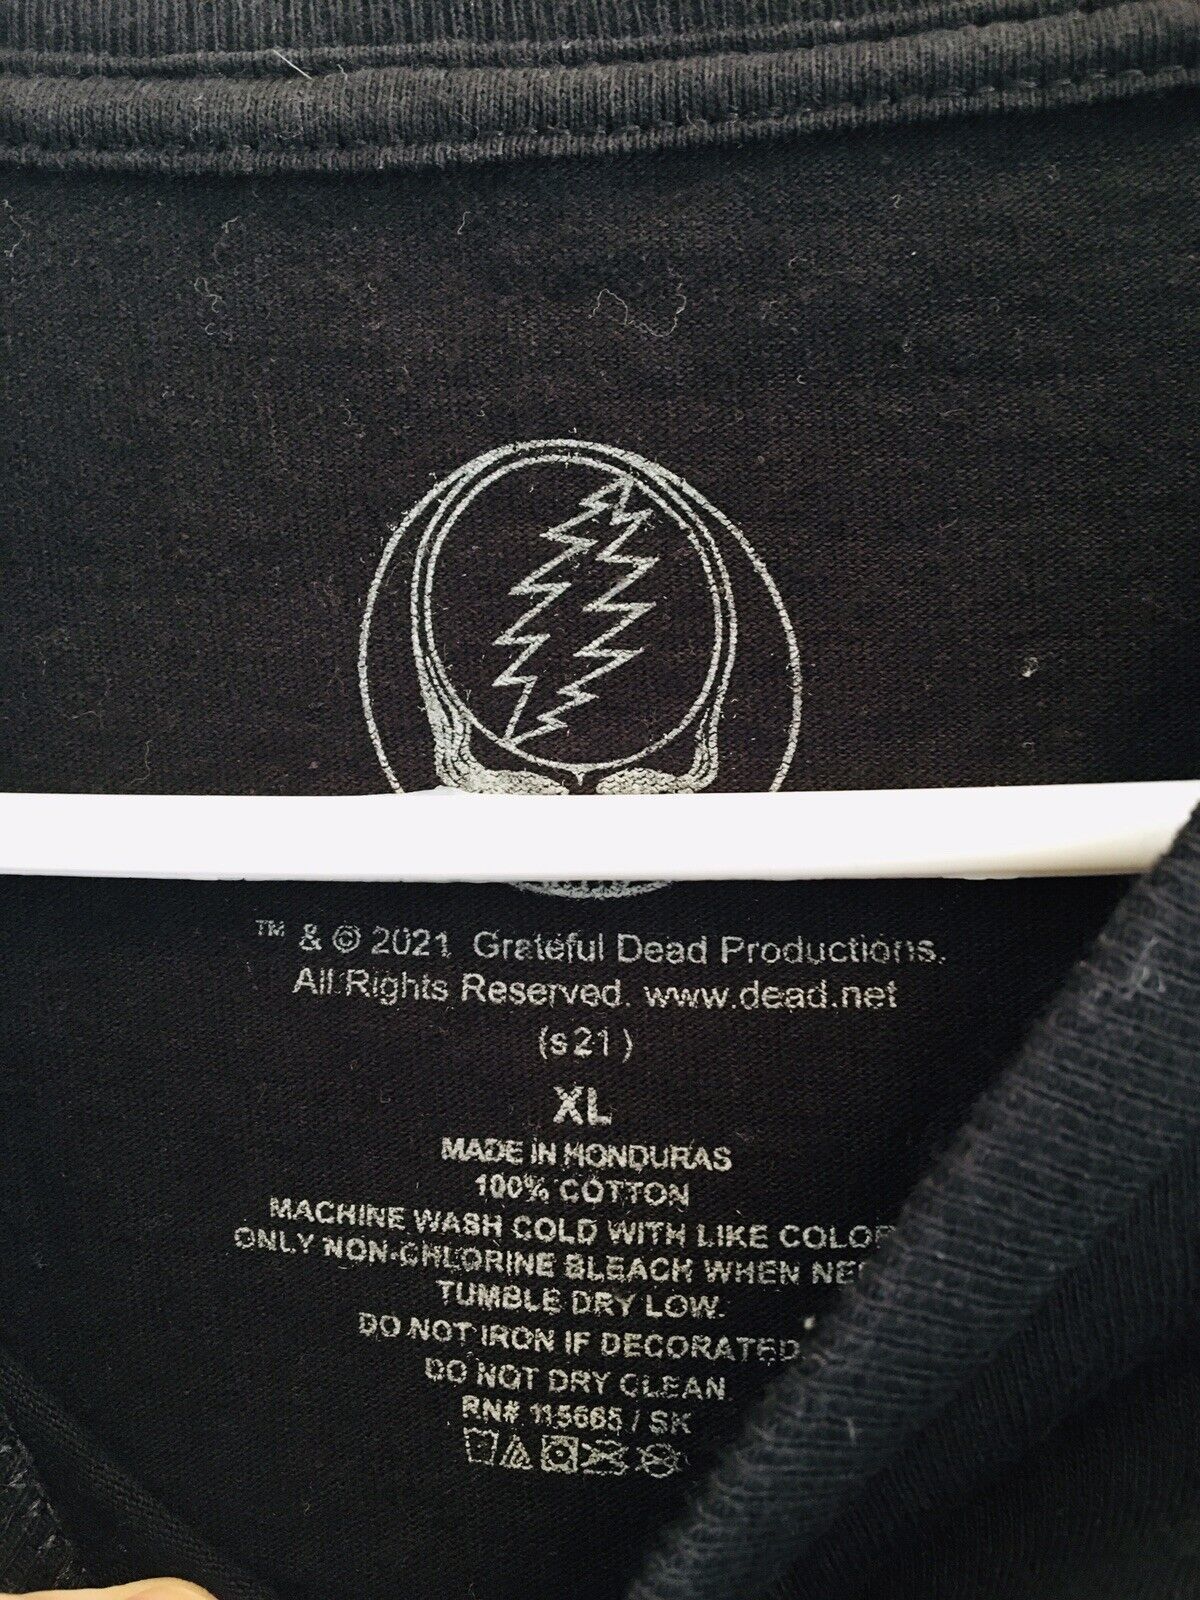 ™ & © 2021 Grateful Dead Productions.
All Rights Reserved. www.dead.net
(s21)
XL
MADE IN HONDURAS
100% COTTON
MACHINE WASH COLD WITH LIKE
ONLY NON-CHLORINE BLEACH WHEN
TUMBLE DRY LOW.
DO NOT IRON IF DECORATED
DO NOT DRY CLEAN.
RN# 115665 / SK